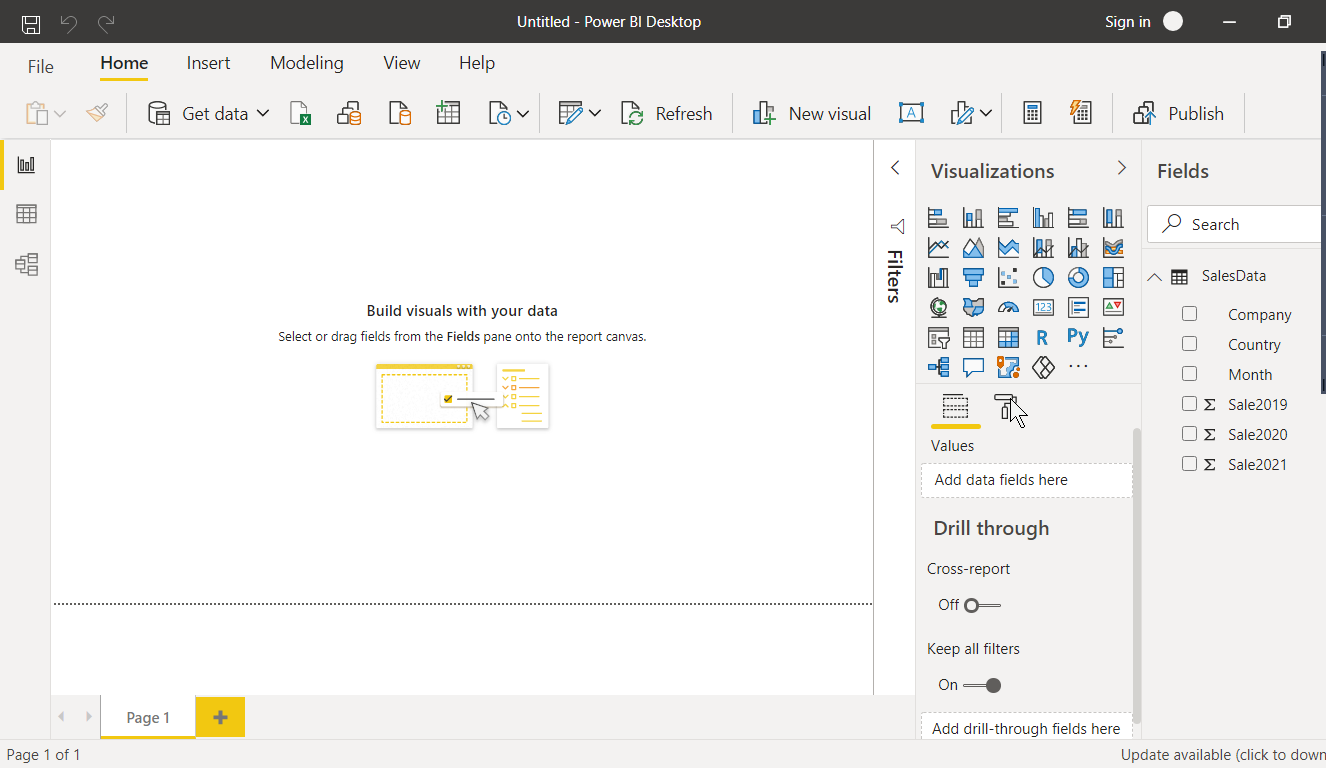 Untitled - Power BI Desktop
Sign in
File
Home
Insert
Modeling
View
Help
Get data
Refresh
New visual
Publish
Build visuals with your data
Select or drag fields from the Fields pane onto the report canvas.
Filters
Visualizations
123
R
Py
...
Values
Add data fields here
Drill through
Cross-report
Off
Keep all filters
On
Add drill-through fields here
Fields
Search
SalesData
Company
Country
Month
Σ Sale2019
Σ Sale2020
Σ Sale2021
Page 1
Page 1 of 1
Update available (click to down